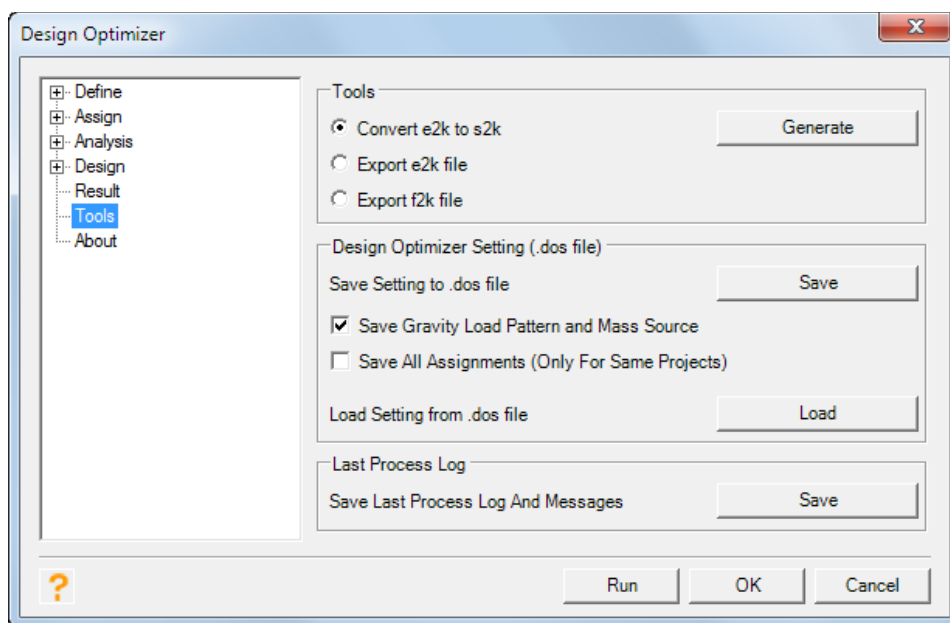 Design Optimizer
Define
Assign
Analysis
Design
Result
Tools
About
Tools
Convert e2k to s2k
Generate
Export e2k file
Export f2k file
Design Optimizer Setting (.dos file)
Save Setting to .dos file
Save
Save Gravity Load Pattern and Mass Source
Save All Assignments (Only For Same Projects)
Load Setting from .dos file
Load
Last Process Log
Save Last Process Log And Messages
Save
?
Run
OK
Cancel